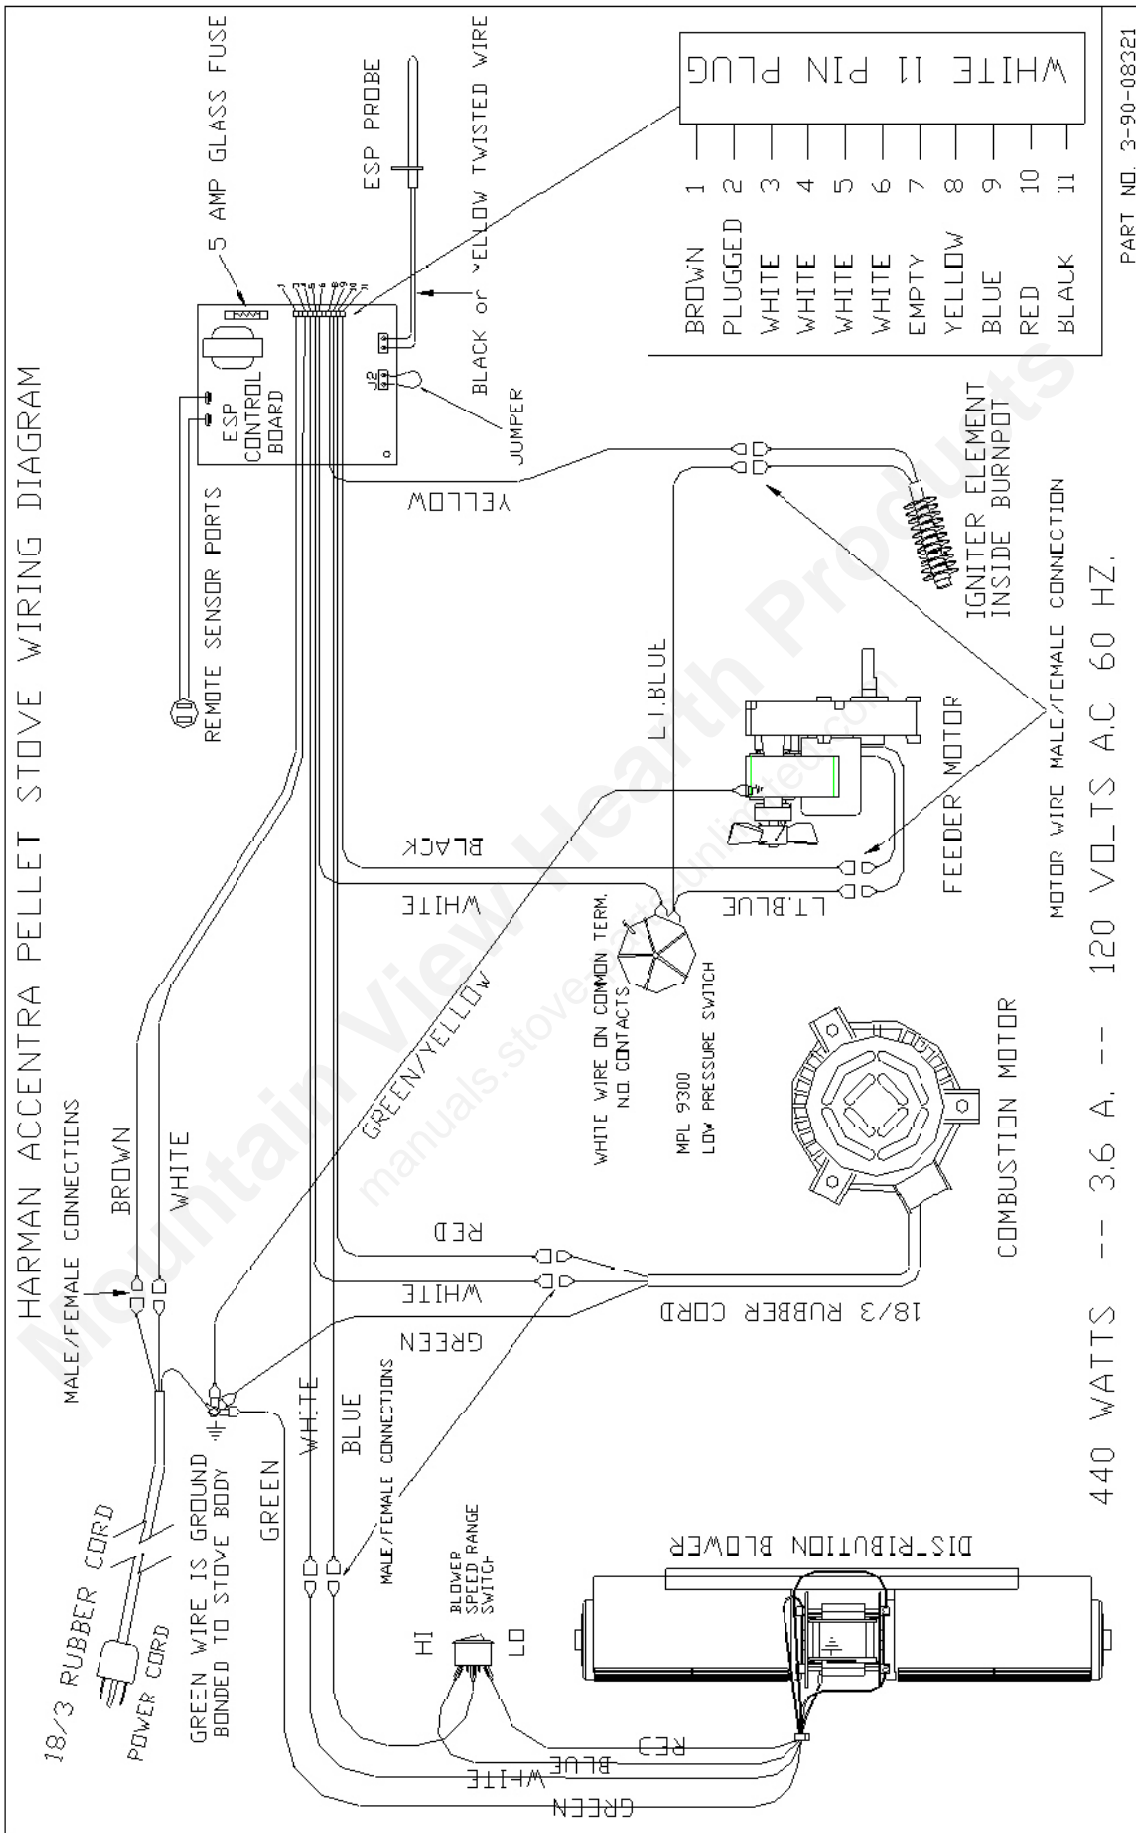 HARMAN ACCENTRA PELLET STOVE WIRING DIAGRAM
18/3 RUBBER CORD
POWER CORD
MALE/FEMALE CONNECTIONS
BROWN
WHITE
REMOTE SENSOR PORTS
5 AMP GLASS FUSE
ESP
CONTROL
BOARD
J2
ESP PROBE
BLACK or YELLOW TWISTED WIRE
JUMPER
GREEN WIRE IS GROUND
BONDED TO STOVE BODY
GREEN
WHITE
BLUE
MALE/FEMALE CONNECTIONS
GREEN
WHITE
RED
GREEN/YELLOW
WHITE
BLACK
YELLOW
BLOWER
SPEED RANGE
SWITCH
HI
LO
GREEN
WHITE
BLUE
RED
DISTRIBUTION BLOWER
18/3 RUBBER CORD
COMBUSTION MOTOR
WHITE WIRE ON COMMON TERM.
N.O. CONTACTS
MPL 9300
LOW PRESSURE SWITCH
LT.BLUE
LT.BLUE
FEEDER MOTOR
IGNITER ELEMENT
INSIDE BURNPOT
MOTOR WIRE MALE/FEMALE CONNECTION
440 WATTS -- 3.6 A. -- 120 VOLTS A.C 60 HZ.
WHITE 11 PIN PLUG
BROWN 1
PLUGGED 2
WHITE 3
WHITE 4
WHITE 5
WHITE 6
EMPTY 7
YELLOW 8
BLUE 9
RED 10
BLACK 11
PART NO. 3-90-08321
Mountain View Hearth Products
manuals.stove-parts-unlimited.com